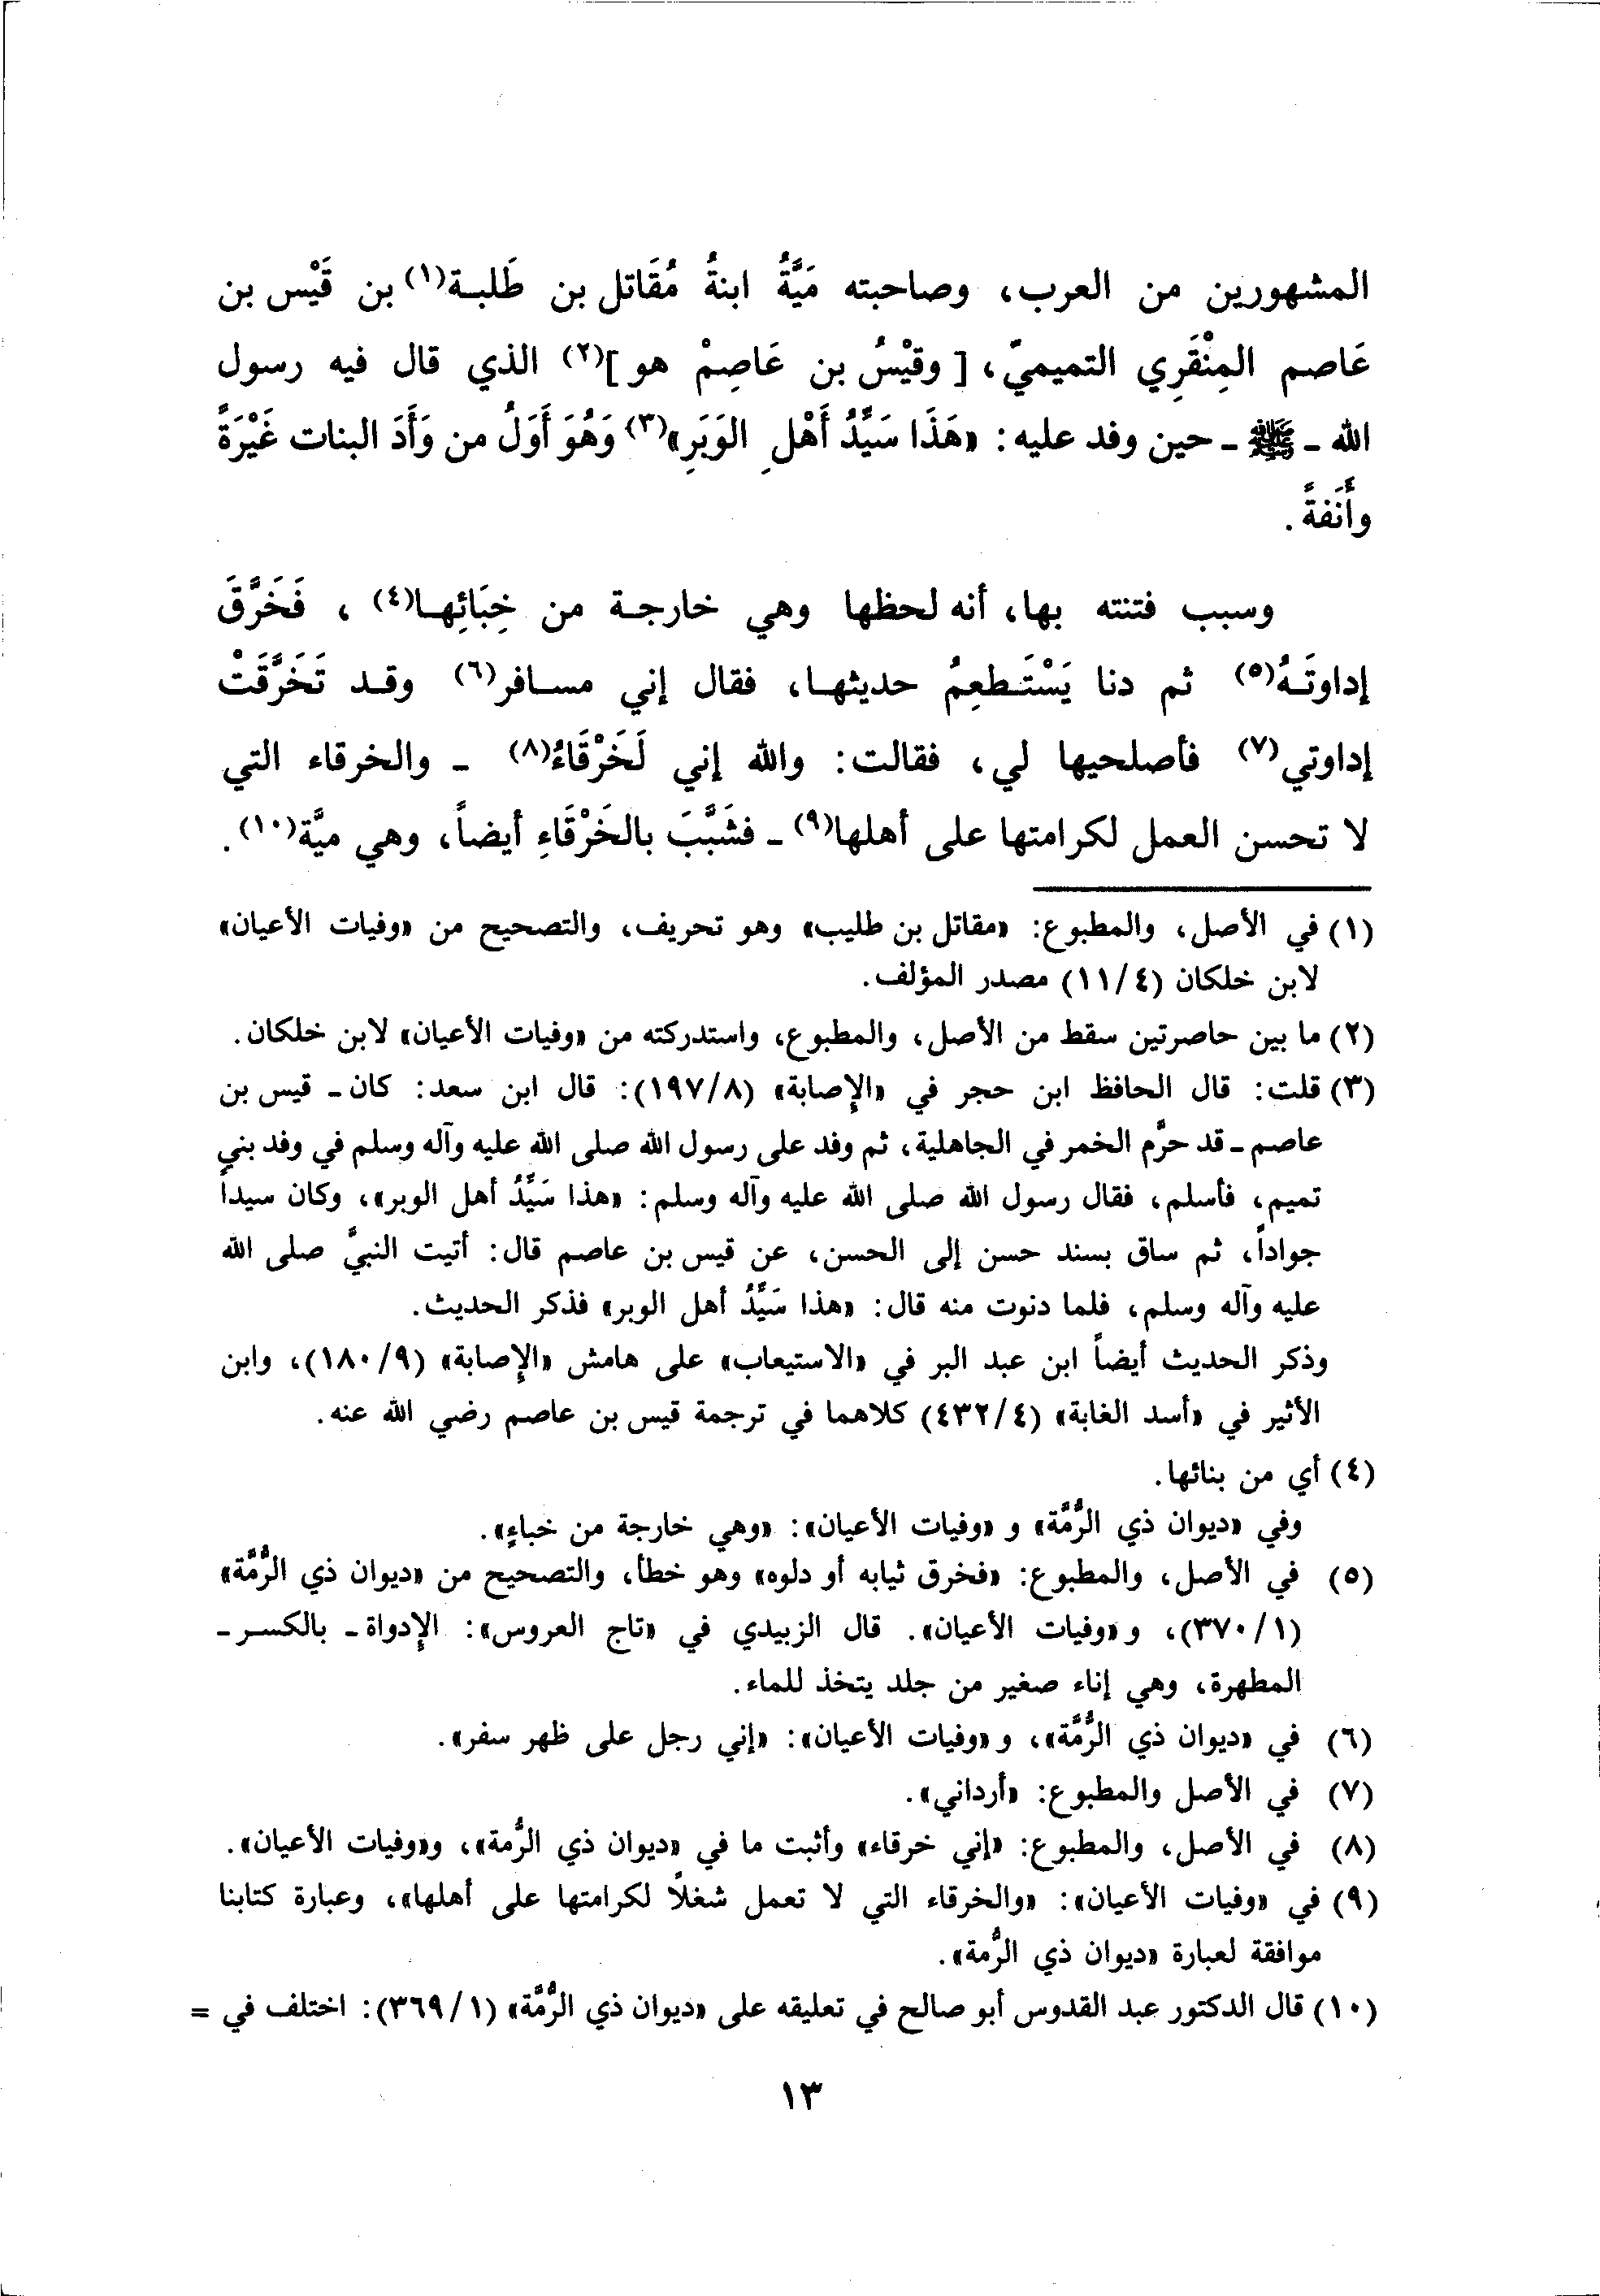 المشهورين من العرب، وصاحبته مَيَّةُ ابنةُ مُقَاتل بن طَلبـة(١) بن قَيْس بن
عَاصم المِنْقَرِي التميميّ، [ وقَيْسُ بن عَاصِمْ هو ](٢) الذي قال فيه رسول
الله ـ ﷺ ـ حين وفد عليه: «هَذَا سَيِّدُ أَهْلِ الوَبَرِ»(٣) وَهُوَ أَوَلُ من وَأَدَ البنات غَيْرَةً
وأَنَفةً.
وسبب فتنته بها، أنه لحظها وهي خارجـة من خِبَائِهـا(٤) ، فَخَرَّقَ
إداوتَـهُ(٥) ثم دنا يَسْتَـطعِمُ حديثهـا، فقال إني مسـافر(٦) وقـد تَخَرَّقَتْ
إداوتي(٧) فأصلحيها لي، فقالت: والله إني لَخَرْقَاءُ(٨) ـ والخرقاء التي
لا تحسن العمل لكرامتها على أهلها(٩) ـ فشَبَّبَ بالخَرْقَاءِ أيضاً، وهي ميَّة(١٠).
(١) في الأصل، والمطبوع: «مقاتل بن طليب» وهو تحريف، والتصحيح من «وفيات الأعيان»
لابن خلكان (١١/٤) مصدر المؤلف.
(٢) ما بين حاصرتين سقط من الأصل، والمطبوع، واستدركته من «وفيات الأعيان» لابن خلكان.
(٣) قلت: قال الحافظ ابن حجر في «الإصابة» (١٩٧/٨): قال ابن سعد: كان ـ قيس بن
عاصم ـ قد حرَّم الخمر في الجاهلية، ثم وفد على رسول الله صلى الله عليه وآله وسلم في وفد بني
تميم، فأسلم، فقال رسول الله صلى الله عليه وآله وسلم: «هذا سَيِّدُ أهل الوبر»، وكان سيداً
جواداً، ثم ساق بسند حسن إلى الحسن، عن قيس بن عاصم قال: أتيت النبيَّ صلى الله
عليه وآله وسلم، فلما دنوت منه قال: «هذا سَيِّدُ أهل الوبر» فذكر الحديث.
وذكر الحديث أيضاً ابن عبد البر في «الاستيعاب» على هامش «الإصابة» (١٨٠/٩)، وابن
الأثير في «أسد الغابة» (٤٣٢/٤) كلاهما في ترجمة قيس بن عاصم رضي الله عنه.
(٤) أي من بنائها.
وفي «ديوان ذي الرُّمَّة» و «وفيات الأعيان»: «وهي خارجة من خباءٍ».
(٥) في الأصل، والمطبوع: «فخرق ثيابه أو دلوه» وهو خطأ، والتصحيح من «ديوان ذي الرُّمَّة»
(٣٧٠/١)، و «وفيات الأعيان». قال الزبيدي في «تاج العروس»: الإدواة ـ بالكسـر ـ
المطهرة، وهي إناء صغير من جلد يتخذ للماء.
(٦) في «ديوان ذي الرُّمَّة»، و «وفيات الأعيان»: «إني رجل على ظهر سفر».
(٧) في الأصل والمطبوع: «أرداني».
(٨) في الأصل، والمطبوع: «إني خرقاء» وأثبت ما في «ديوان ذي الرُّمة»، و«وفيات الأعيان».
(٩) في «وفيات الأعيان»: «والخرقاء التي لا تعمل شغلاً لكرامتها على أهلها»، وعبارة كتابنا
موافقة لعبارة «ديوان ذي الرُّمة».
(١٠) قال الدكتور عبد القدوس أبو صالح في تعليقه على «ديوان ذي الرُّمَّة» (٣٦٩/١): اختلف في =
١٣